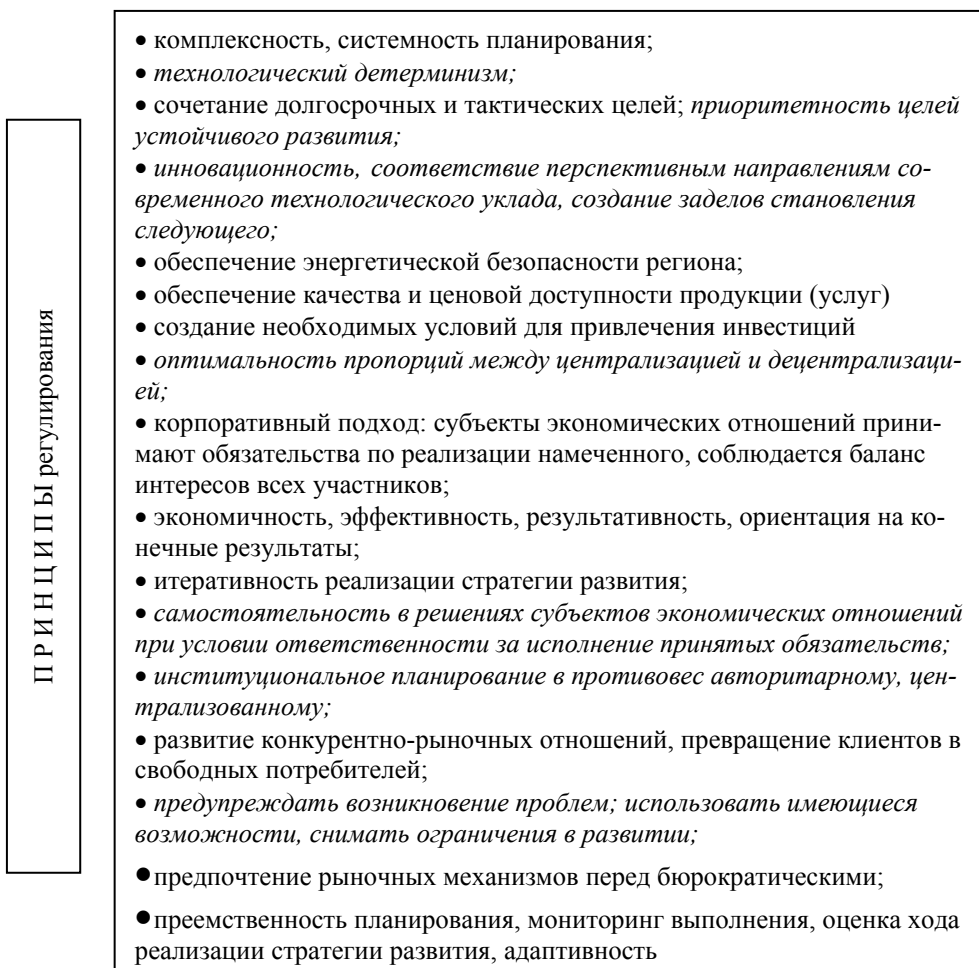 П Р И Н Ц И П Ы регулирования
• комплексность, системность планирования;
• технологический детерминизм;
• сочетание долгосрочных и тактических целей; приоритетность целей
устойчивого развития;
• инновационность, соответствие перспективным направлениям со-
временного технологического уклада, создание заделов становления
следующего;
• обеспечение энергетической безопасности региона;
• обеспечение качества и ценовой доступности продукции (услуг)
• создание необходимых условий для привлечения инвестиций
• оптимальность пропорций между централизацией и децентрализаци-
ей;
• корпоративный подход: субъекты экономических отношений прини-
мают обязательства по реализации намеченного, соблюдается баланс
интересов всех участников;
• экономичность, эффективность, результативность, ориентация на ко-
нечные результаты;
• итеративность реализации стратегии развития;
• самостоятельность в решениях субъектов экономических отношений
при условии ответственности за исполнение принятых обязательств;
• институциональное планирование в противовес авторитарному, цен-
трализованному;
• развитие конкурентно-рыночных отношений, превращение клиентов в
свободных потребителей;
• предупреждать возникновение проблем; использовать имеющиеся
возможности, снимать ограничения в развитии;
•предпочтение рыночных механизмов перед бюрократическими;
•преемственность планирования, мониторинг выполнения, оценка хода
реализации стратегии развития, адаптивность